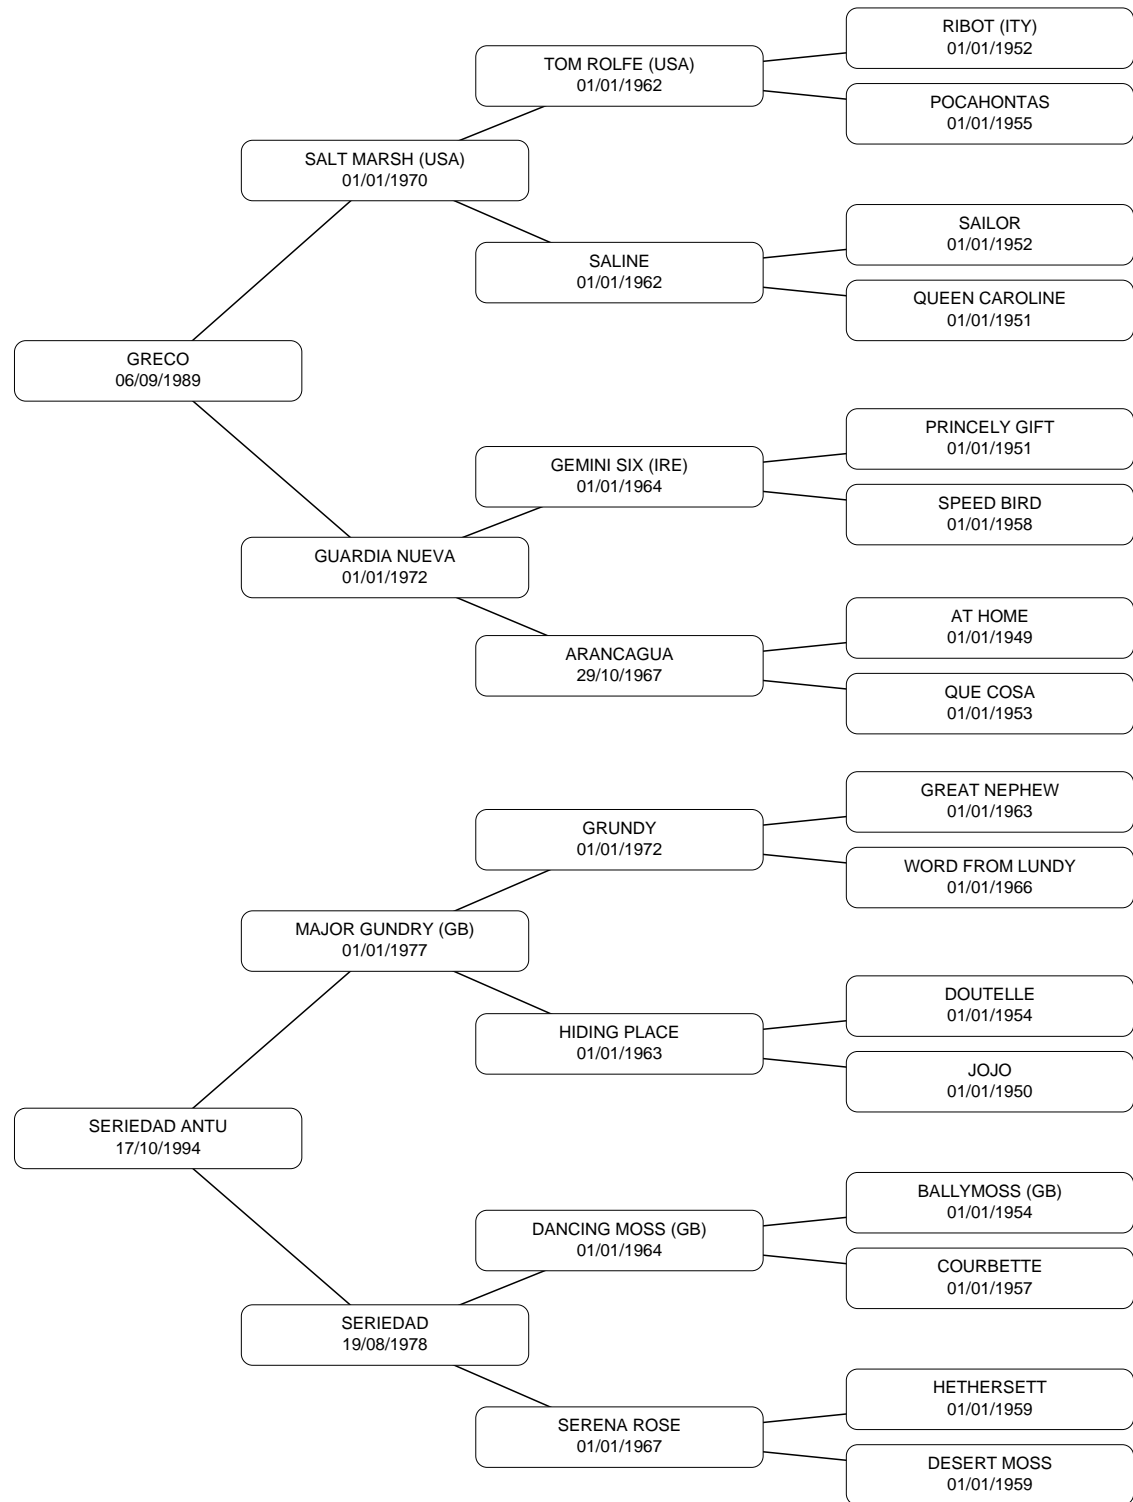 RIBOT (ITY)
01/01/1952
TOM ROLFE (USA)
01/01/1962
POCAHONTAS
01/01/1955
SALT MARSH (USA)
01/01/1970
SAILOR
01/01/1952
SALINE
01/01/1962
QUEEN CAROLINE
01/01/1951
GRECO
06/09/1989
PRINCELY GIFT
01/01/1951
GEMINI SIX (IRE)
01/01/1964
SPEED BIRD
01/01/1958
GUARDIA NUEVA
01/01/1972
AT HOME
01/01/1949
ARANCAGUA
29/10/1967
QUE COSA
01/01/1953
GREAT NEPHEW
01/01/1963
GRUNDY
01/01/1972
WORD FROM LUNDY
01/01/1966
MAJOR GUNDRY (GB)
01/01/1977
DOUTELLE
01/01/1954
HIDING PLACE
01/01/1963
JOJO
01/01/1950
SERIEDAD ANTU
17/10/1994
BALLYMOSS (GB)
01/01/1954
DANCING MOSS (GB)
01/01/1964
COURBETTE
01/01/1957
SERIEDAD
19/08/1978
HETHERSETT
01/01/1959
SERENA ROSE
01/01/1967
DESERT MOSS
01/01/1959